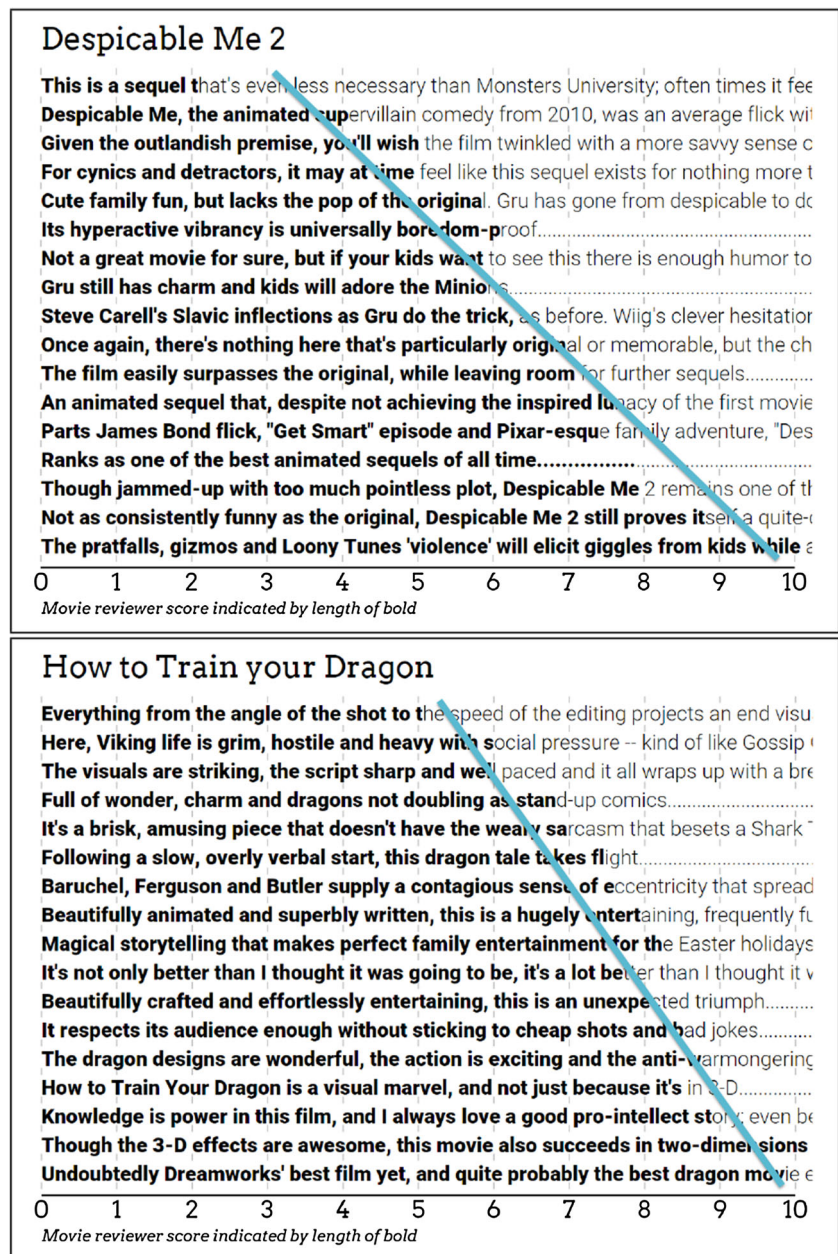 Despicable Me 2
This is a sequel that's even less necessary than Monsters University; often times it fee
Despicable Me, the animated supervillain comedy from 2010, was an average flick wit
Given the outlandish premise, you'll wish the film twinkled with a more savvy sense o
For cynics and detractors, it may at time feel like this sequel exists for nothing more t
Cute family fun, but lacks the pop of the original. Gru has gone from despicable to do
Its hyperactive vibrancy is universally boredom-proof.......................................................
Not a great movie for sure, but if your kids want to see this there is enough humor to
Gru still has charm and kids will adore the Minions............................................................
Steve Carell's Slavic inflections as Gru do the trick, as before. Wiig's clever hesitation
Once again, there's nothing here that's particularly original or memorable, but the ch
The film easily surpasses the original, while leaving room for further sequels.............
An animated sequel that, despite not achieving the inspired lunacy of the first movie
Parts James Bond flick, "Get Smart" episode and Pixar-esque family adventure, "Des
Ranks as one of the best animated sequels of all time...................................................
Though jammed-up with too much pointless plot, Despicable Me 2 remains one of th
Not as consistently funny as the original, Despicable Me 2 still proves itself a quite-c
The pratfalls, gizmos and Loony Tunes 'violence' will elicit giggles from kids while a
0 1 2 3 4 5 6 7 8 9 10
Movie reviewer score indicated by length of bold
How to Train your Dragon
Everything from the angle of the shot to the speed of the editing projects an end visu
Here, Viking life is grim, hostile and heavy with social pressure -- kind of like Gossip
The visuals are striking, the script sharp and well paced and it all wraps up with a bre
Full of wonder, charm and dragons not doubling as stand-up comics.............................
It's a brisk, amusing piece that doesn't have the weary sarcasm that besets a Shark T
Following a slow, overly verbal start, this dragon tale takes flight..................................
Baruchel, Ferguson and Butler supply a contagious sense of eccentricity that spread
Beautifully animated and superbly written, this is a hugely entertaining, frequently fu
Magical storytelling that makes perfect family entertainment for the Easter holidays
It's not only better than I thought it was going to be, it's a lot better than I thought it w
Beautifully crafted and effortlessly entertaining, this is an unexpected triumph.........
It respects its audience enough without sticking to cheap shots and bad jokes...........
The dragon designs are wonderful, the action is exciting and the anti-warmongering
How to Train Your Dragon is a visual marvel, and not just because it's in 3-D..............
Knowledge is power in this film, and I always love a good pro-intellect story; even be
Though the 3-D effects are awesome, this movie also succeeds in two-dimensions
Undoubtedly Dreamworks' best film yet, and quite probably the best dragon movie e
0 1 2 3 4 5 6 7 8 9 10
Movie reviewer score indicated by length of bold